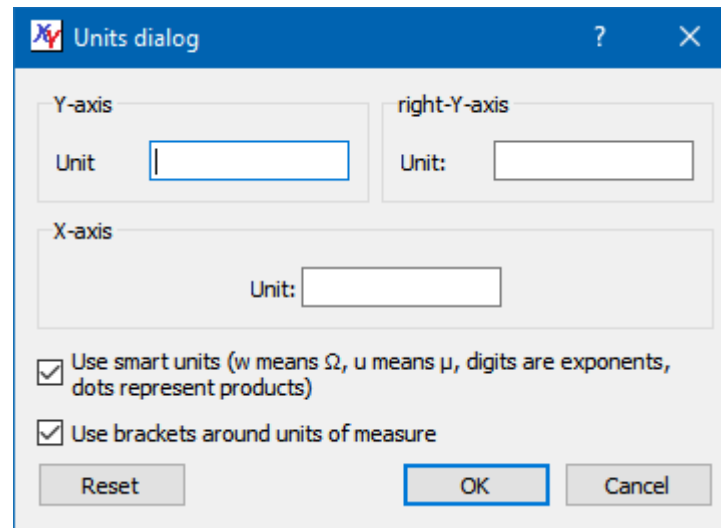 XY Units dialog ?
Y-axis right-Y-axis
Unit Unit:
X-axis
Unit:
Use smart units (w means Ω, u means μ, digits are exponents,
dots represent products)
Use brackets around units of measure
Reset OK Cancel